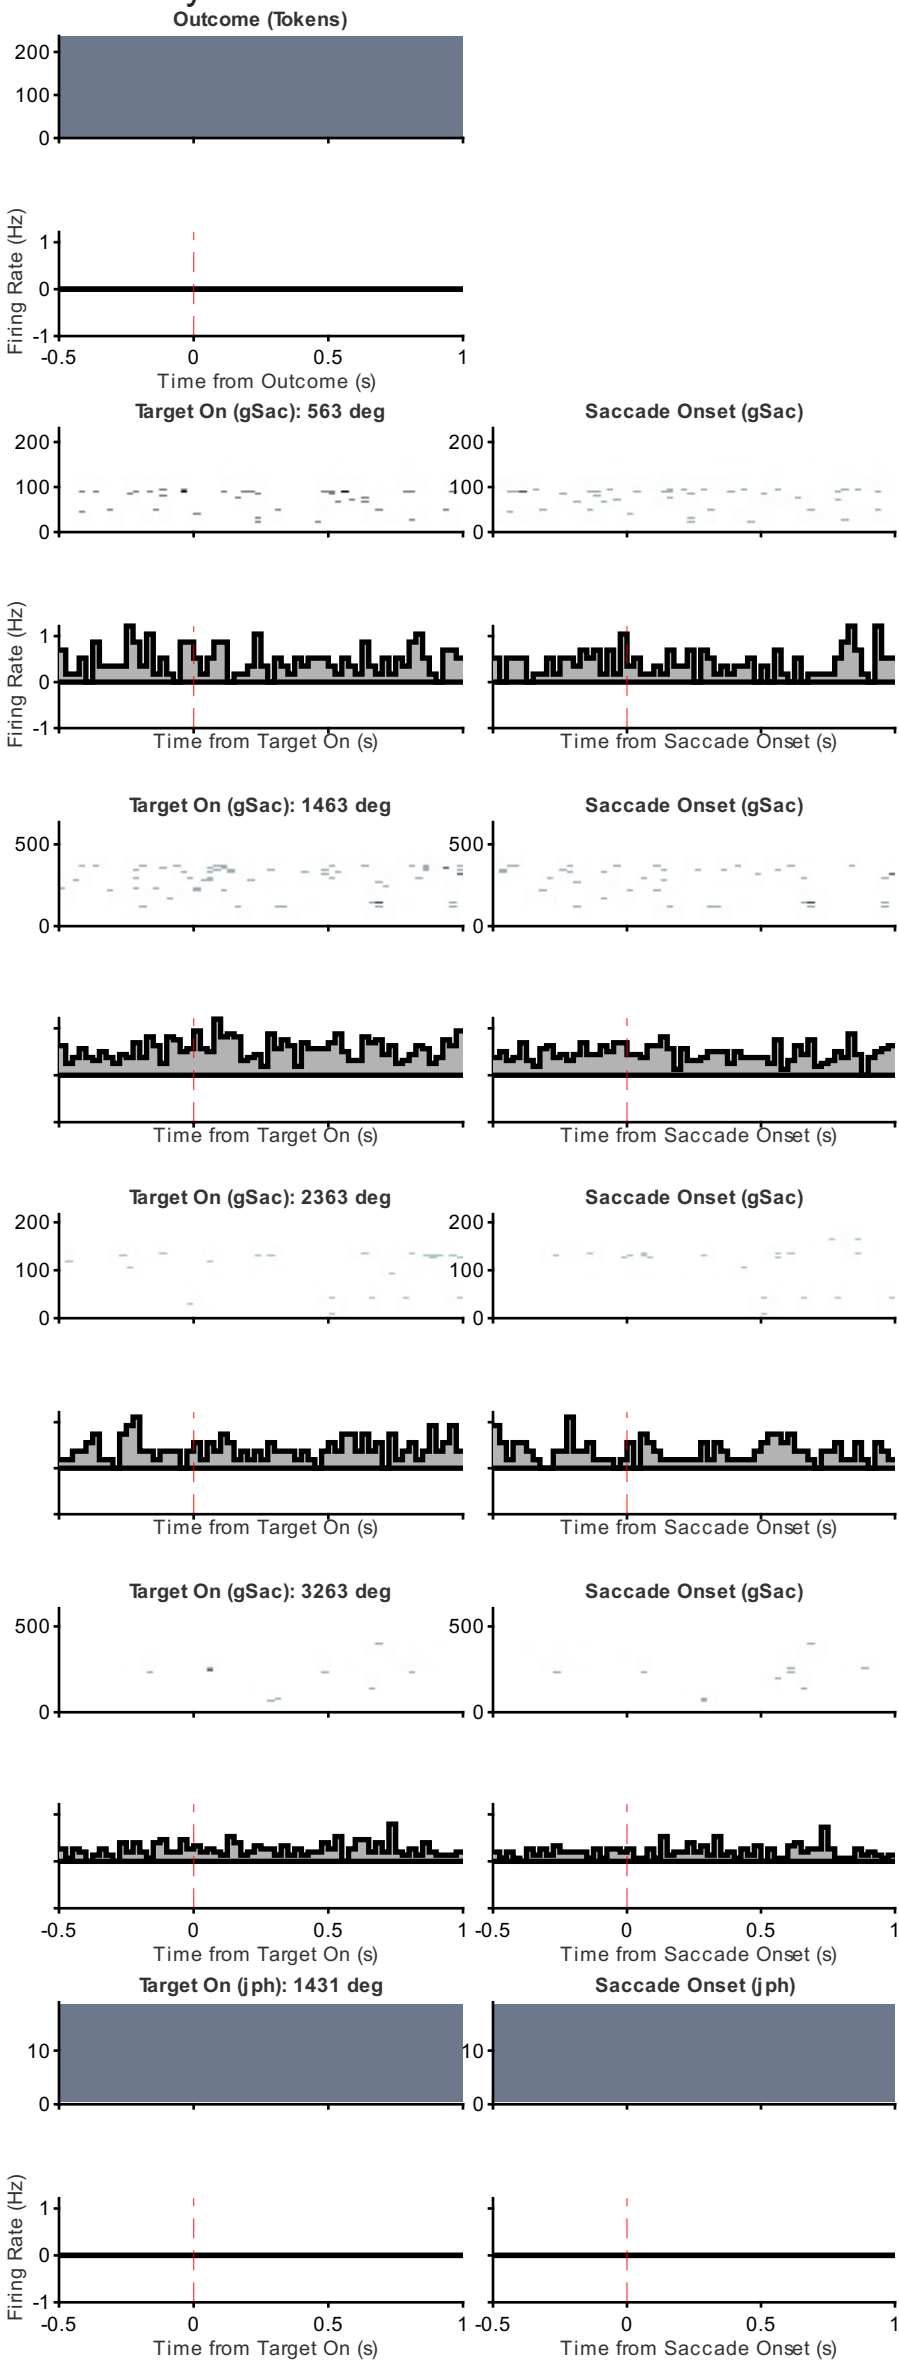 Outcome (Tokens)
200
100
0
Firing Rate (Hz)
1
0
-1
-0.5 0 0.5 1
Time from Outcome (s)
Target On (gSac): 563 deg Saccade Onset (gSac)
200 200
100 100
0 0
Firing Rate (Hz)
1
0
-1
Time from Target On (s) Time from Saccade Onset (s)
Target On (gSac): 1463 deg Saccade Onset (gSac)
500 500
0 0
Time from Target On (s) Time from Saccade Onset (s)
Target On (gSac): 2363 deg Saccade Onset (gSac)
200 200
100 100
0 0
Time from Target On (s) Time from Saccade Onset (s)
Target On (gSac): 3263 deg Saccade Onset (gSac)
500 500
0 0
-0.5 0 0.5 1 -0.5 0 0.5 1
Time from Target On (s) Time from Saccade Onset (s)
Target On (jph): 1431 deg Saccade Onset (jph)
10 10
0 0
Firing Rate (Hz)
1
0
-1
-0.5 0 0.5 1 -0.5 0 0.5 1
Time from Target On (s) Time from Saccade Onset (s)